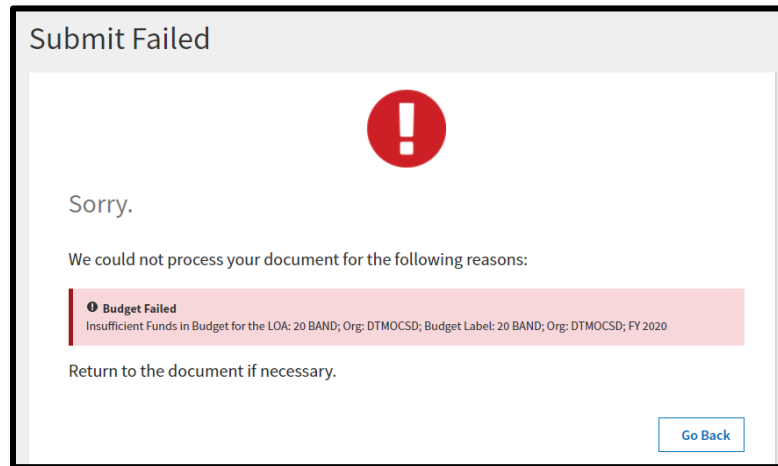 Submit Failed
Sorry.
We could not process your document for the following reasons:
Budget Failed
Insufficient Funds in Budget for the LOA: 20 BAND; Org: DTMOCSD; Budget Label: 20 BAND; Org: DTMOCSD; FY 2020
Return to the document if necessary.
Go Back